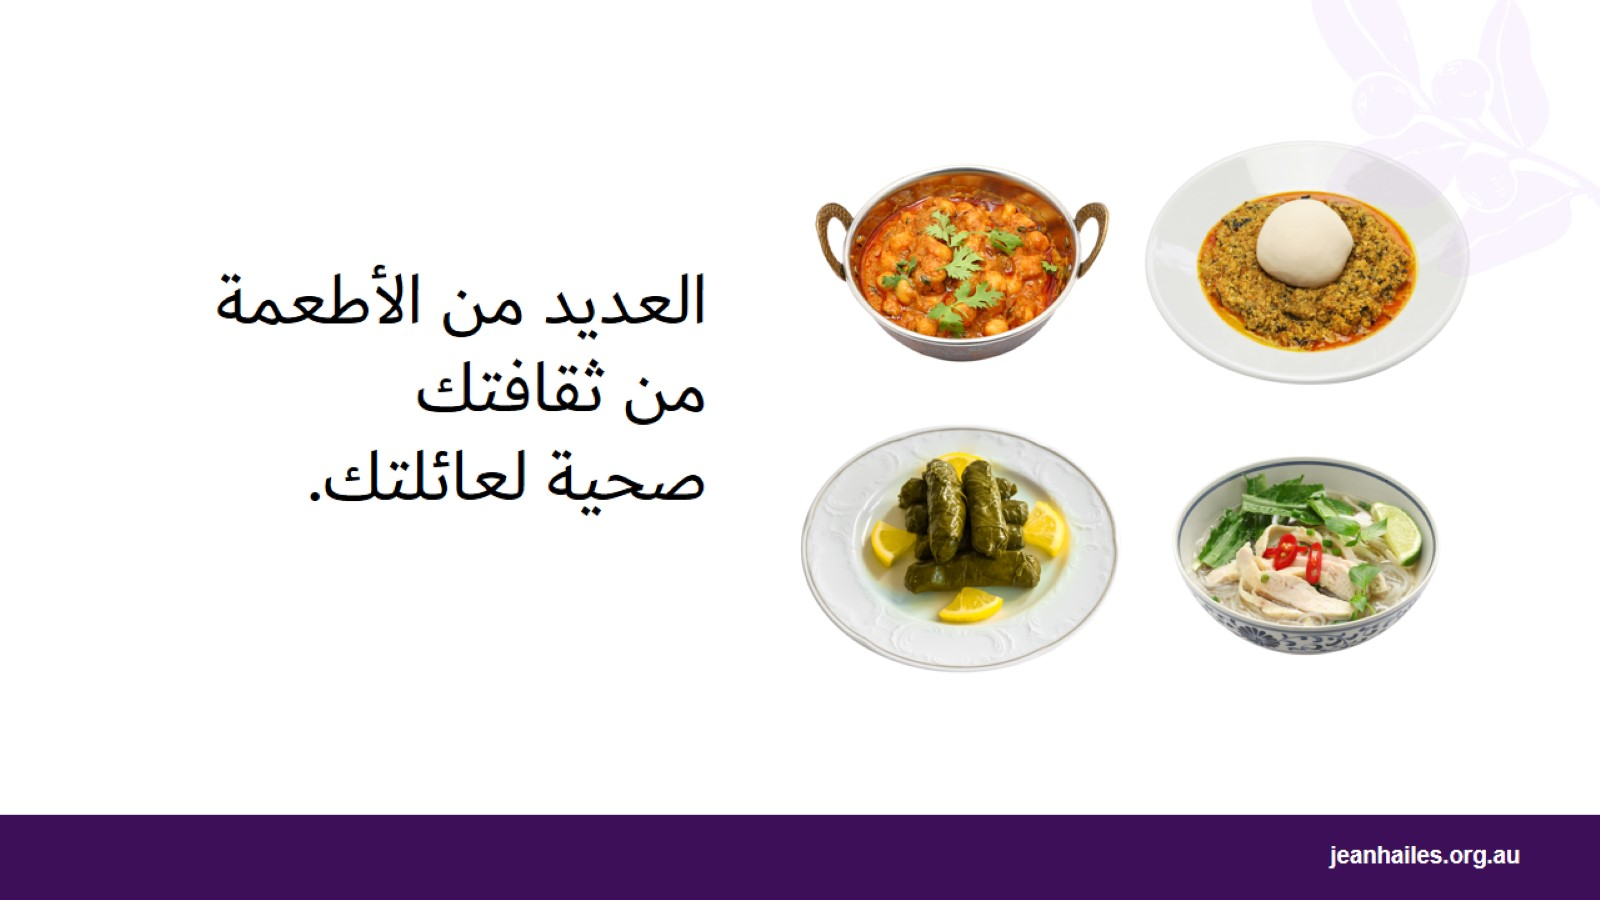 العديد من الأطعمة
من ثقافتك
صحية لعائلتك.
jeanhailes.org.au